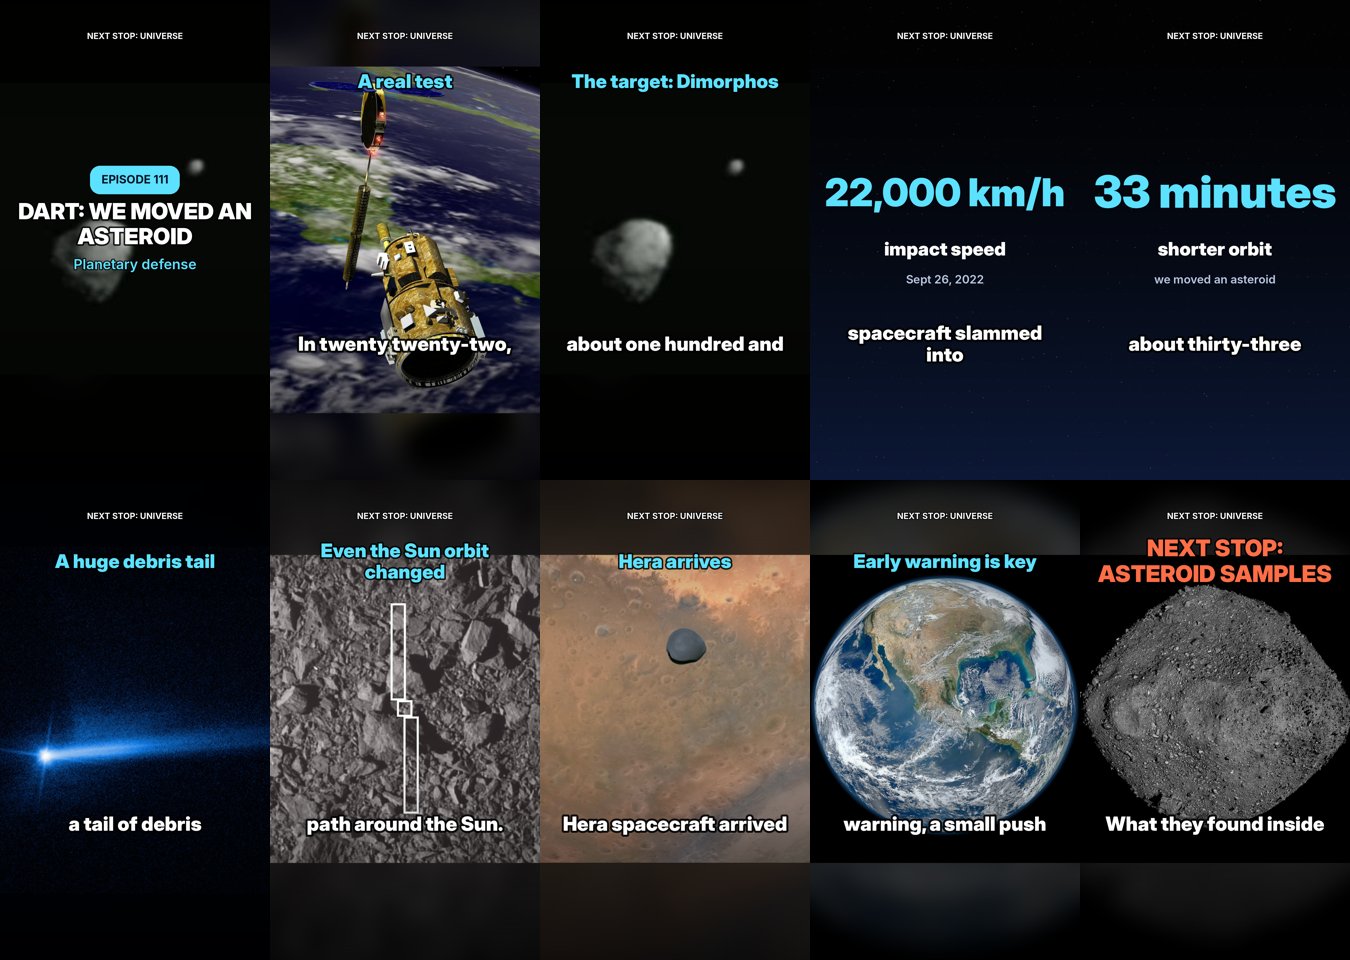 NEXT STOP: UNIVERSE
EPISODE 111
DART: WE MOVED AN
ASTEROID
Planetary defense
NEXT STOP: UNIVERSE
A real test
In twenty twenty-two,
NEXT STOP: UNIVERSE
The target: Dimorphos
about one hundred and
NEXT STOP: UNIVERSE
22,000 km/h
impact speed
Sept 26, 2022
spacecraft slammed
into
NEXT STOP: UNIVERSE
33 minutes
shorter orbit
we moved an asteroid
about thirty-three
NEXT STOP: UNIVERSE
A huge debris tail
a tail of debris
NEXT STOP: UNIVERSE
Even the Sun orbit
changed
path around the Sun.
NEXT STOP: UNIVERSE
Hera arrives
Hera spacecraft arrived
NEXT STOP: UNIVERSE
Early warning is key
warning, a small push
NEXT STOP: UNIVERSE
NEXT STOP:
ASTEROID SAMPLES
What they found inside